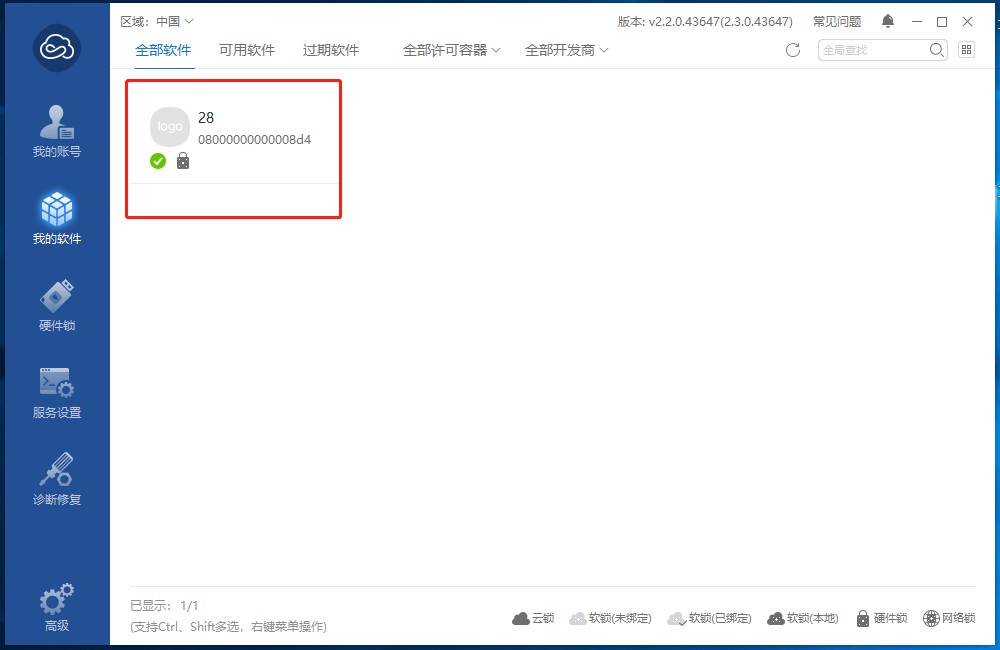 区域: 中国
版本: v2.2.0.43647(2.3.0.43647)
常见问题
全部软件
可用软件
过期软件
全部许可容器
全部开发商
全局查找
logo
28
08000000000008d4
我的账号
我的软件
硬件锁
服务设置
诊断修复
高级
已显示: 1/1
(支持Ctrl、Shift多选，右键菜单操作)
云锁
软锁(未绑定)
软锁(已绑定)
软锁(本地)
硬件锁
网络锁